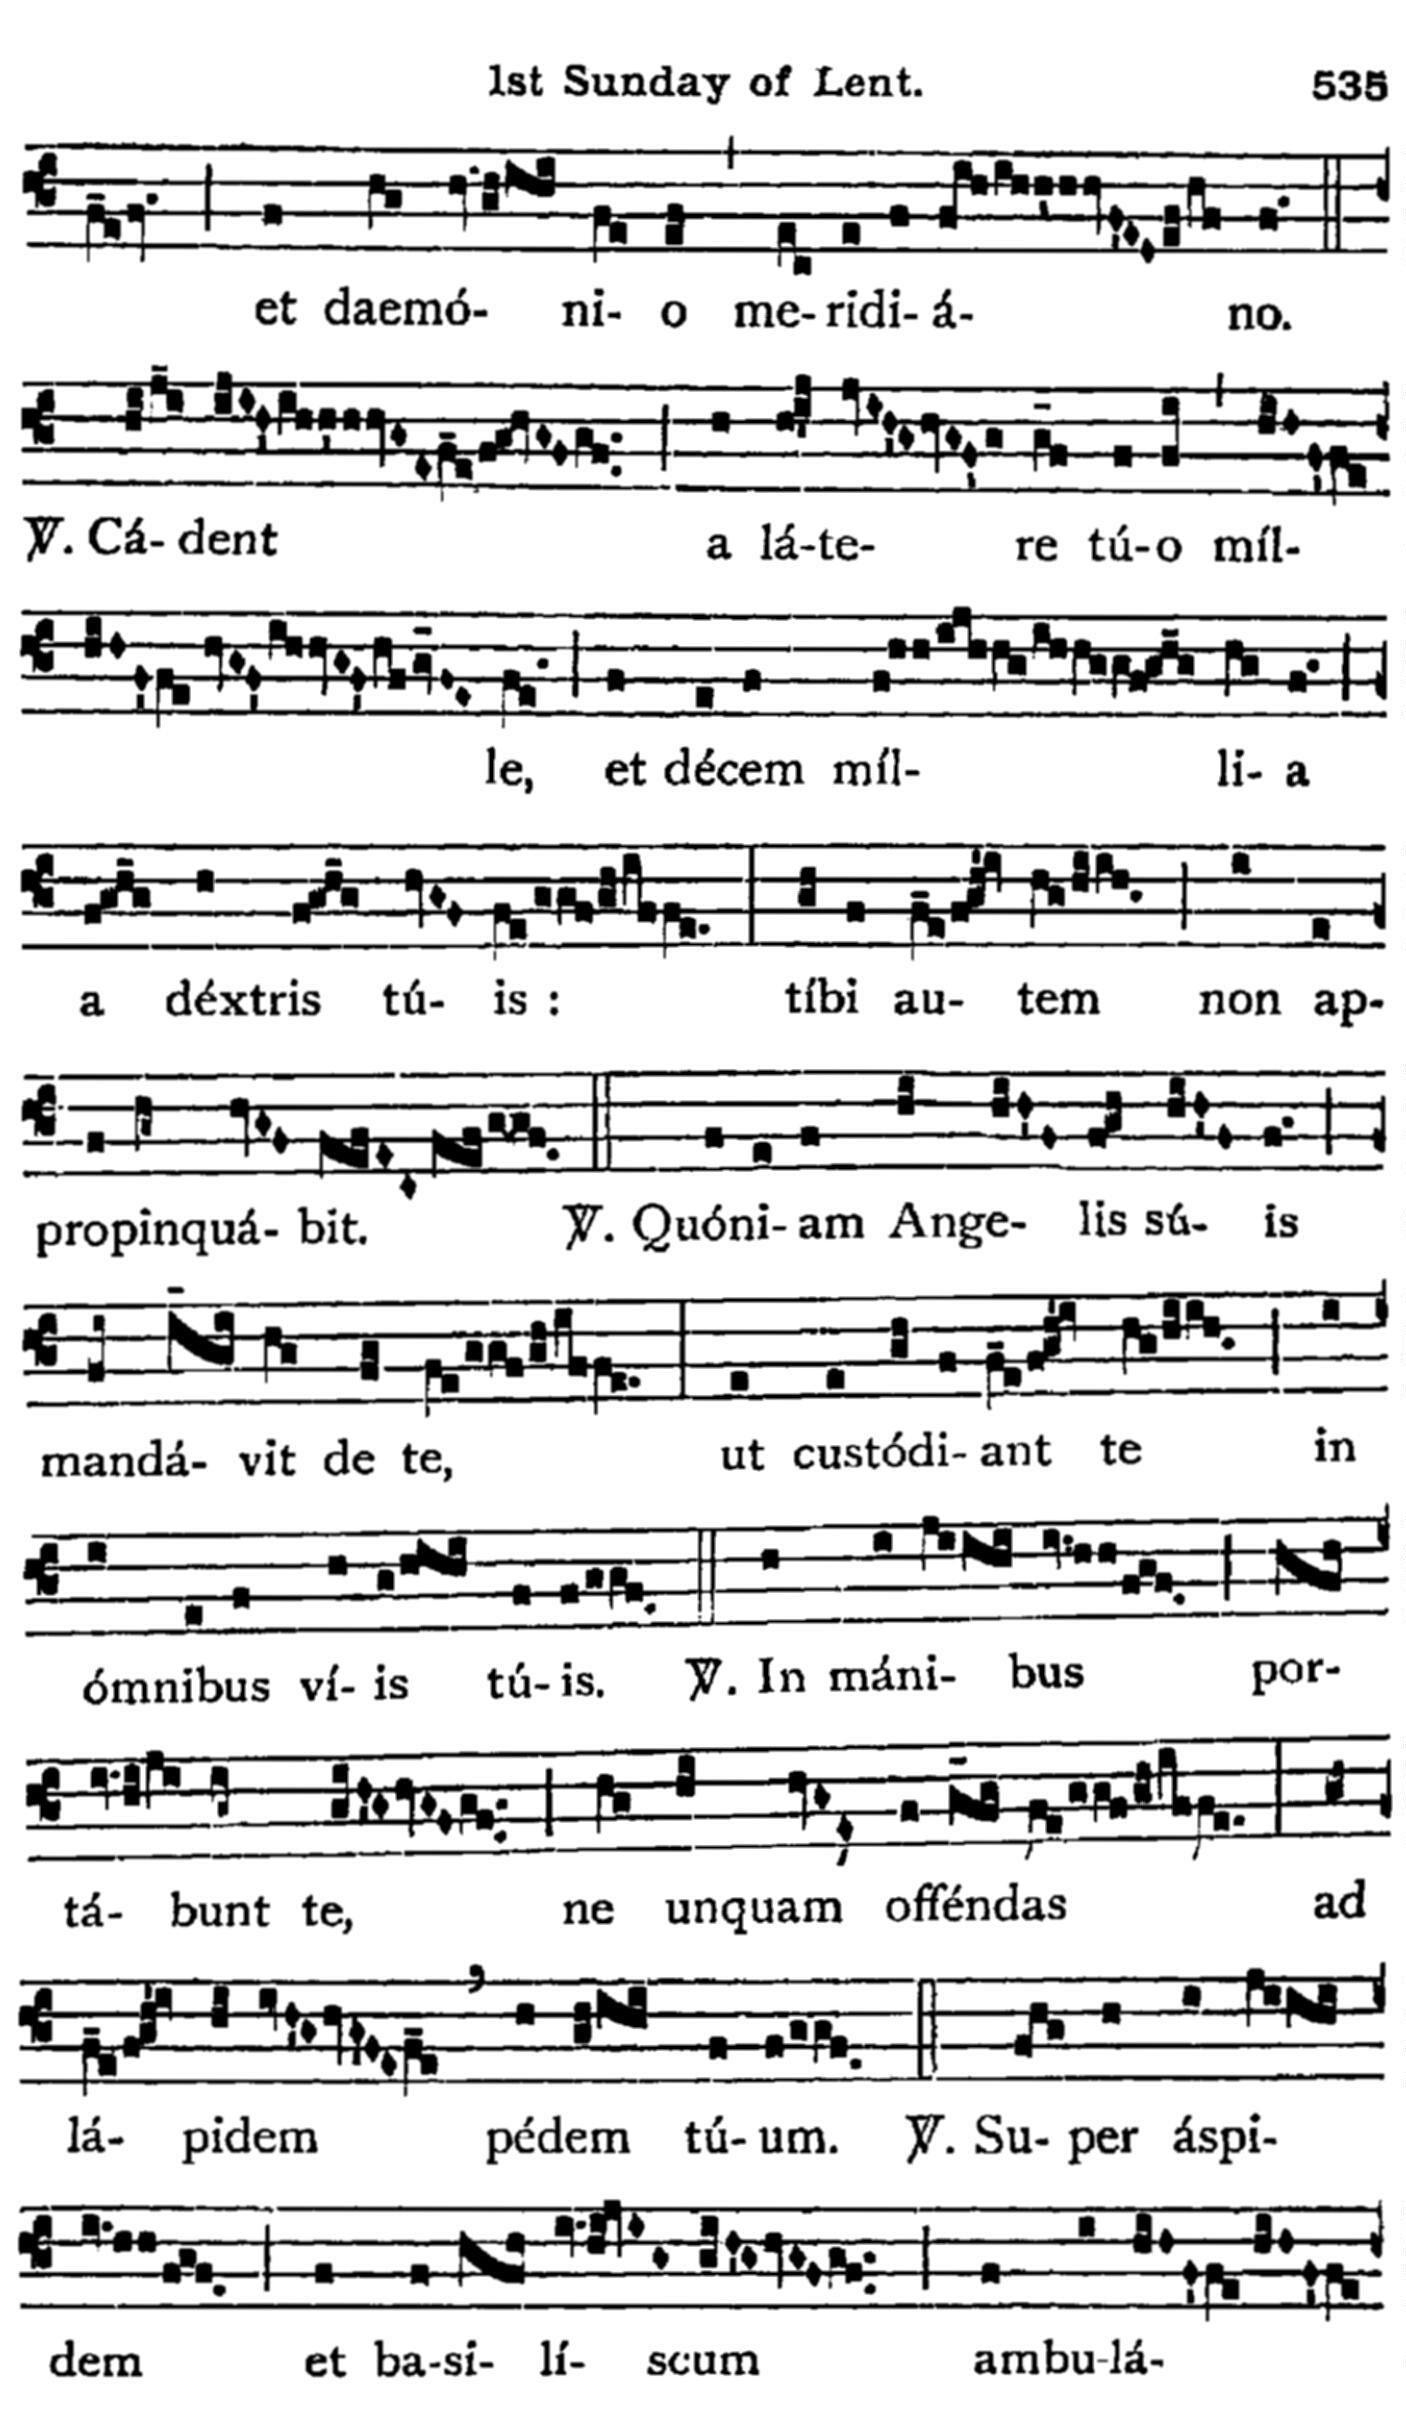 1st Sunday of Lent. 535
et daemó- ni- o me- ridi- á- no.
℣. Cá- dent a lá-te- re tú-o míl-
le, et décem míl- li- a
a déxtris tú- is : tíbi au- tem non ap-
propinquá- bit. ℣. Quóni- am Ange- lis sú- is
mandá- vit de te, ut custódi- ant te in
ómnibus ví- is tú- is. ℣. In máni- bus por-
tá- bunt te, ne unquam offéndas ad
lá- pidem pédem tú- um. ℣. Su- per áspi-
dem et ba-si- lí- scum ambu-lá-